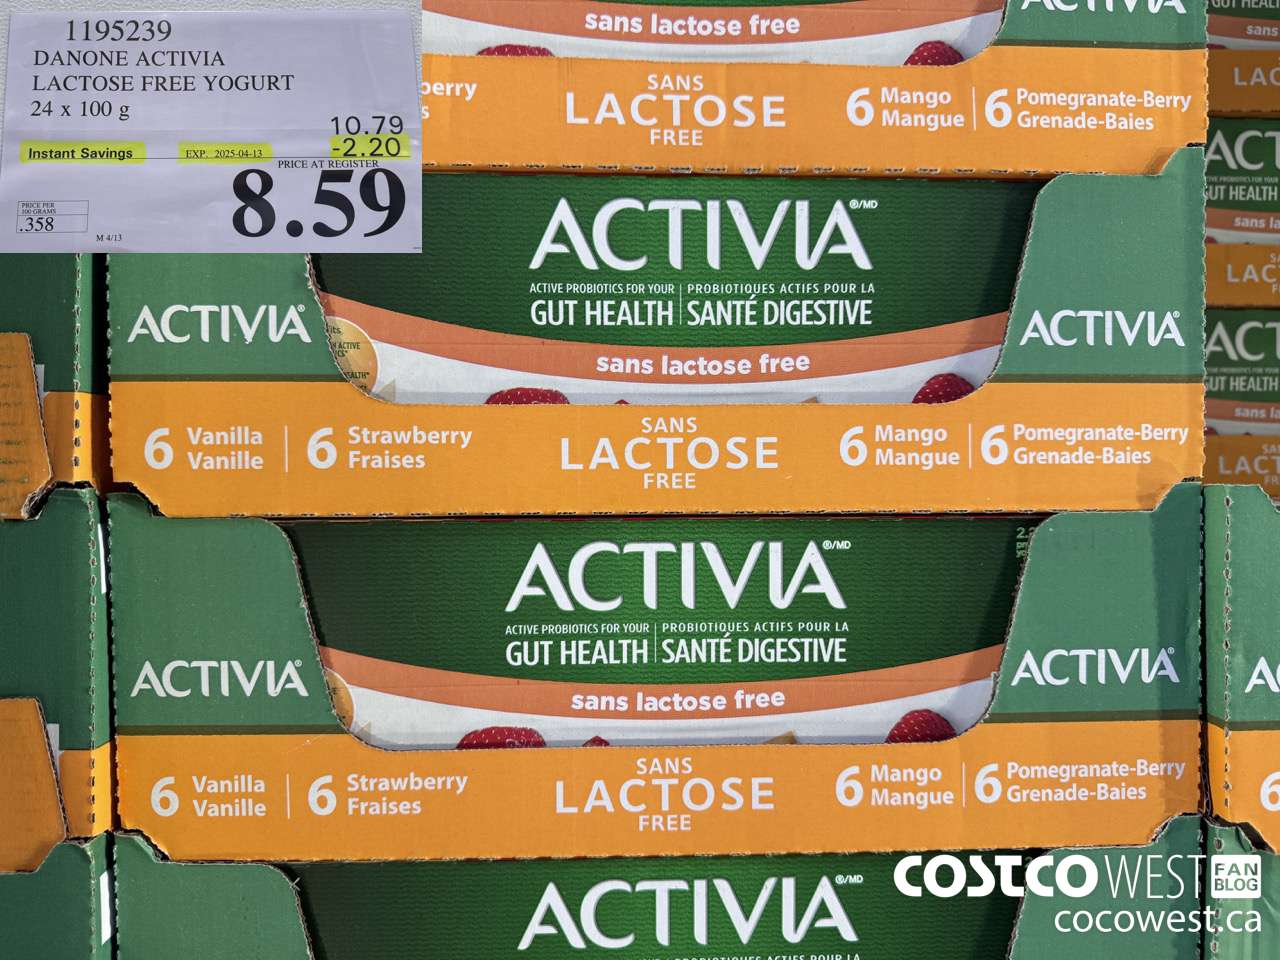 1195239
DANONE ACTIVIA
LACTOSE FREE YOGURT
24 x 100 g
10.79
Instant Savings EXP. 2025-04-13 -2.20
PRICE AT REGISTER
8.59
PRICE PER
100 GRAMS
.358
M 4/13
sans lactose free
SANS
LACTOSE
FREE
6 Mango
Mangue
6 Pomegranate-Berry
Grenade-Baies
ACTIVIA®/MD
ACTIVE PROBIOTICS FOR YOUR | PROBIOTIQUES ACTIFS POUR LA
GUT HEALTH | SANTÉ DIGESTIVE
ACTIVIA®
ACTIVIA®
sans lactose free
6 Vanilla
Vanille
6 Strawberry
Fraises
SANS
LACTOSE
FREE
6 Mango
Mangue
6 Pomegranate-Berry
Grenade-Baies
ACTIVIA®/MD
ACTIVE PROBIOTICS FOR YOUR | PROBIOTIQUES ACTIFS POUR LA
GUT HEALTH | SANTÉ DIGESTIVE
ACTIVIA®
ACTIVIA®
sans lactose free
6 Vanilla
Vanille
6 Strawberry
Fraises
SANS
LACTOSE
FREE
6 Mango
Mangue
6 Pomegranate-Berry
Grenade-Baies
ACTIVIA®/MD
COSTCO WEST FAN
BLOG
cocowest.ca